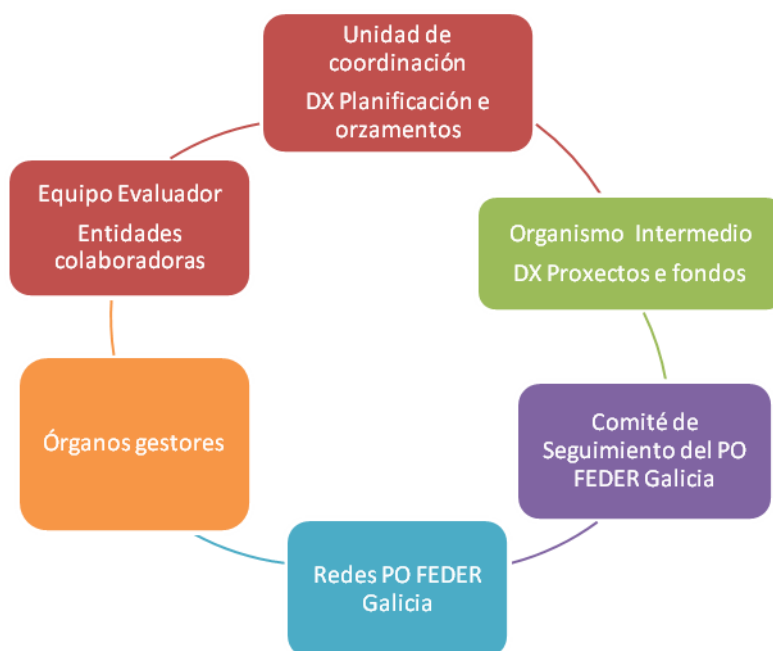 Unidad de
coordinación
DX Planificación e
orzamentos
Equipo Evaluador
Entidades
colaboradoras
Organismo Intermedio
DX Proxectos e fondos
Órganos gestores
Comité de
Seguimiento del PO
FEDER Galicia
Redes PO FEDER
Galicia